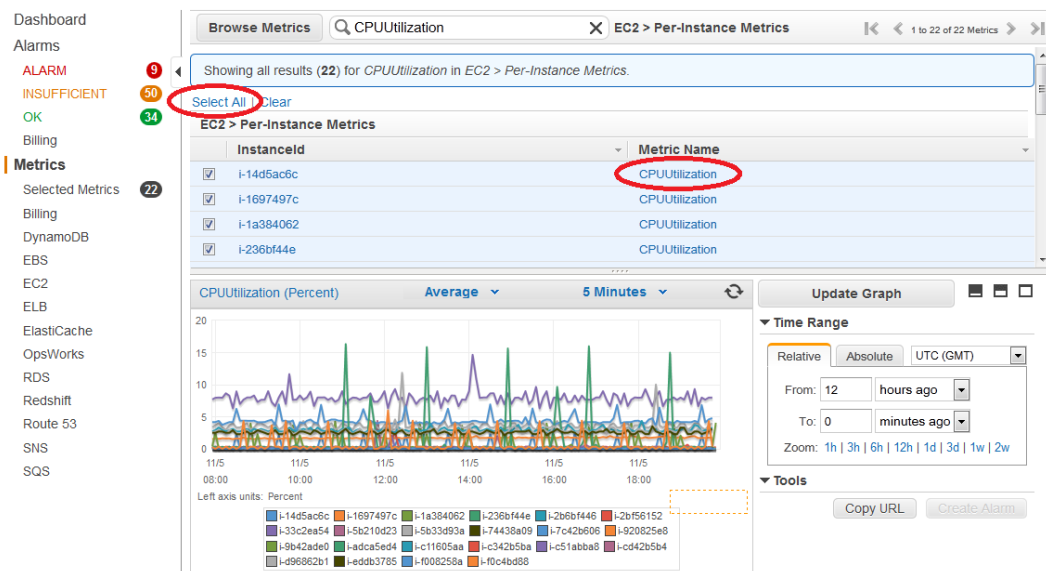 Dashboard
Alarms
ALARM 9
INSUFFICIENT 50
OK 34
Billing
Metrics
Selected Metrics 22
Billing
DynamoDB
EBS
EC2
ELB
ElastiCache
OpsWorks
RDS
Redshift
Route 53
SNS
SQS
Browse Metrics CPUUtilization X EC2 > Per-Instance Metrics 1 to 22 of 22 Metrics
Showing all results (22) for CPUUtilization in EC2 > Per-Instance Metrics.
Select All | Clear
EC2 > Per-Instance Metrics
InstanceId Metric Name
i-14d5ac6c CPUUtilization
i-1697497c CPUUtilization
i-1a384062 CPUUtilization
i-236bf44e CPUUtilization
CPUUtilization (Percent) Average 5 Minutes
20
15
10
5
0
11/5 11/5 11/5 11/5 11/5 11/5
08:00 10:00 12:00 14:00 16:00 18:00
Left axis units: Percent
i-14d5ac6c i-1697497c i-1a384062 i-236bf44e i-2b6bf446 i-2bf56152
i-33c2ea54 i-5b210d23 i-5b33d93a i-74438a09 i-7c42b606 i-920825e8
i-9b42ade0 i-adca5ed4 i-c11605aa i-c342b5ba i-c51abba8 i-cd42b5b4
i-d96862b1 i-eddb3785 i-f008258a i-f0c4bd88
Update Graph
Time Range
Relative Absolute UTC (GMT)
From: 12 hours ago
To: 0 minutes ago
Zoom: 1h | 3h | 6h | 12h | 1d | 3d | 1w | 2w
Tools
Copy URL Create Alarm